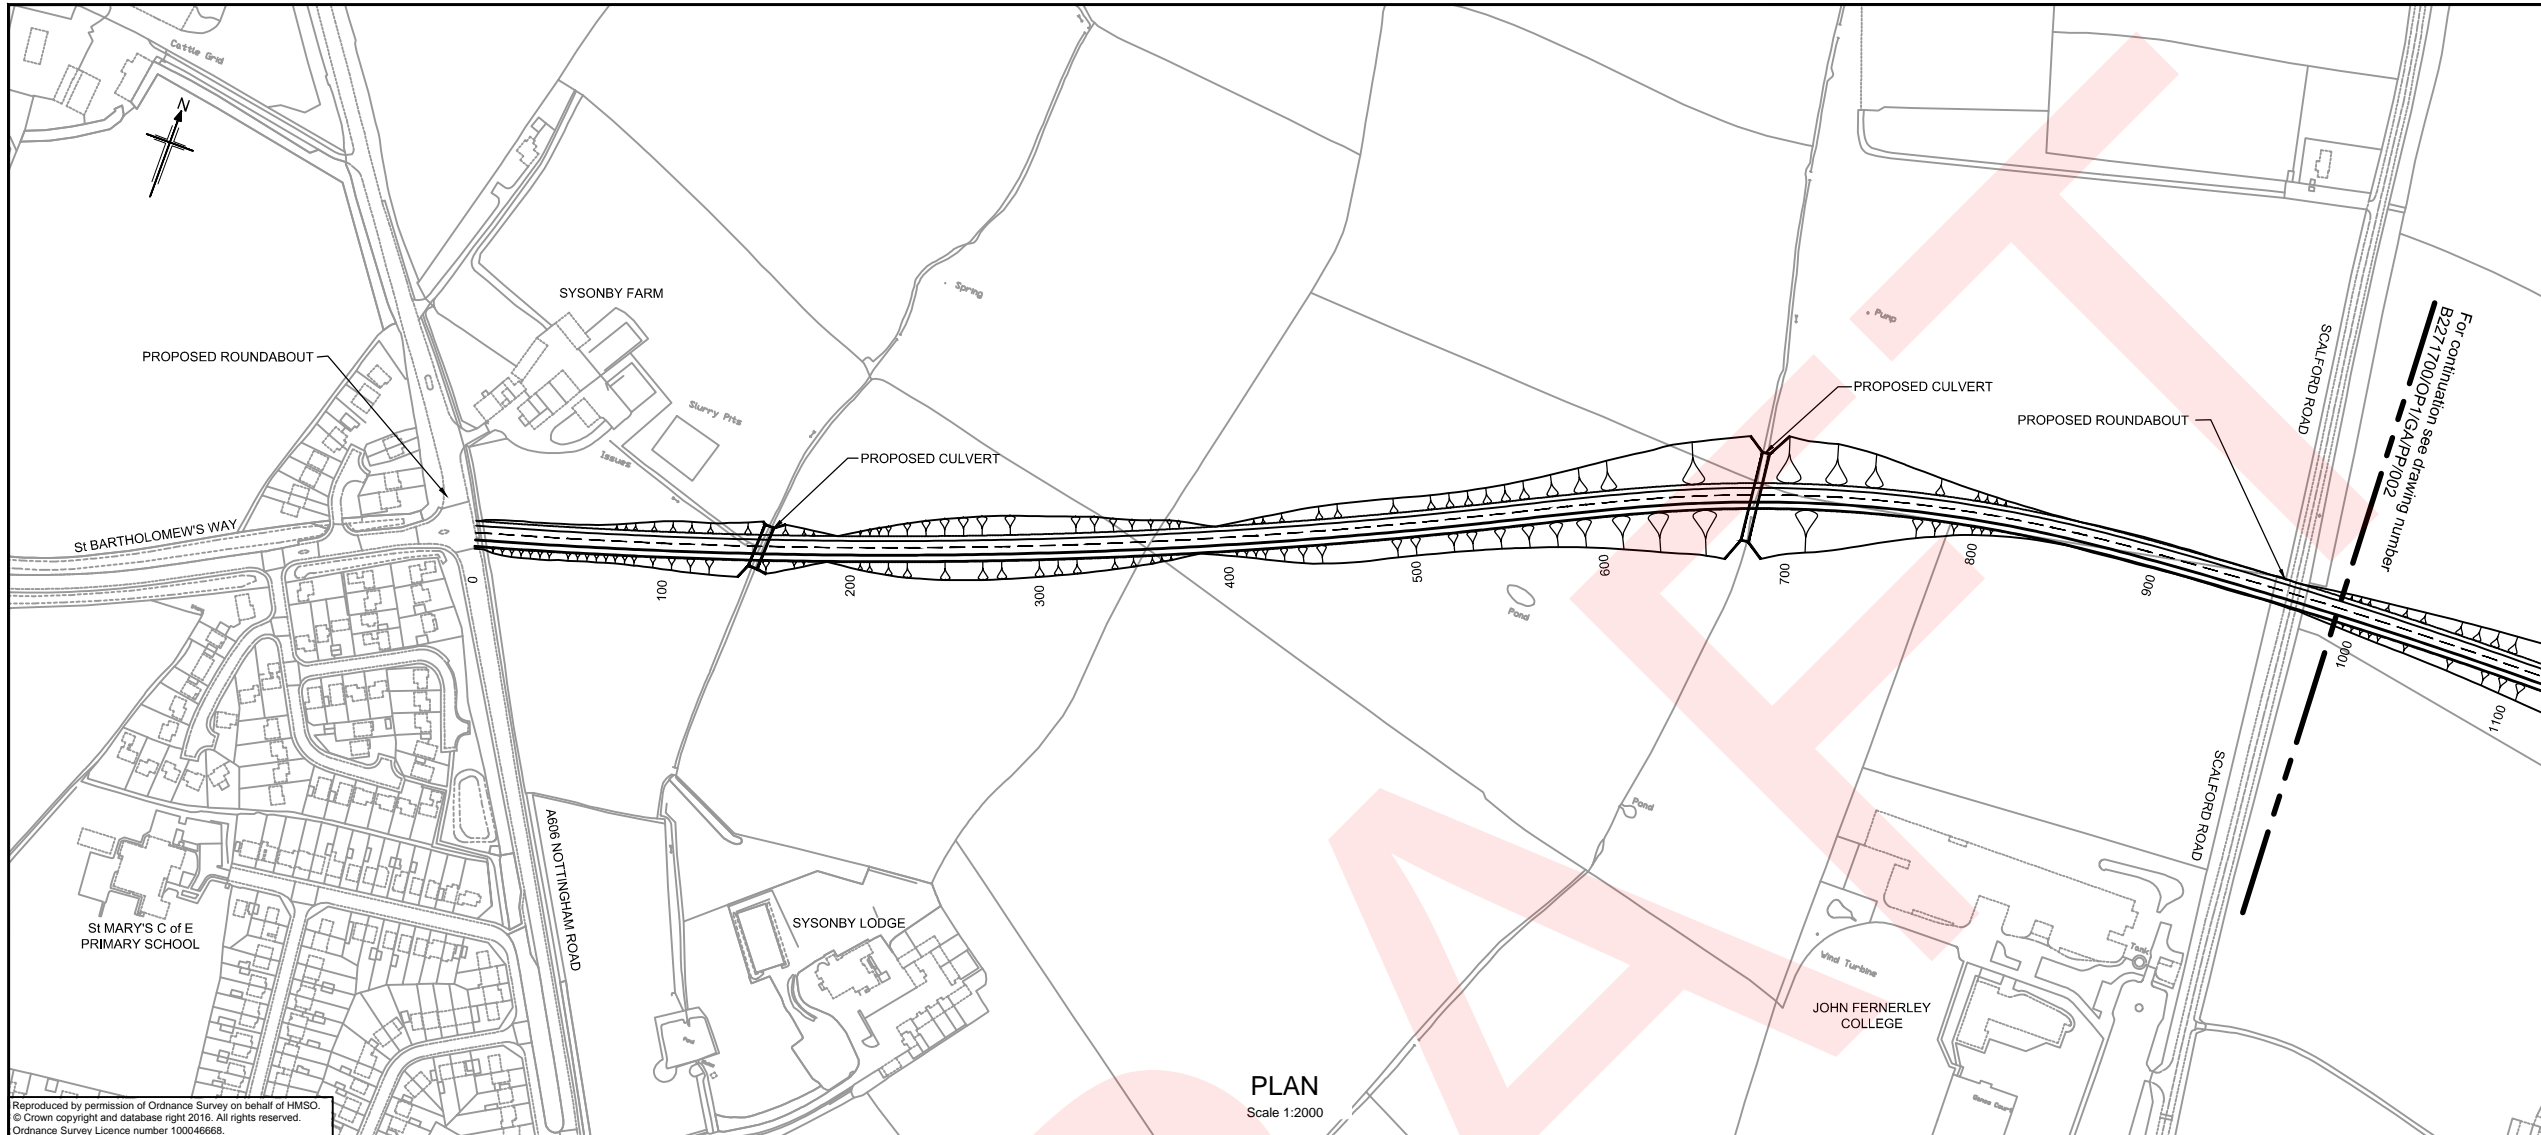 Cattle Grid
N
SYSONBY FARM
Spring
PROPOSED ROUNDABOUT
Pump
SCALFORD ROAD
For continuation see drawing number
B2271700/OP1/GA/PP/002
PROPOSED CULVERT
PROPOSED ROUNDABOUT
Slurry Pits
Issues
PROPOSED CULVERT
St BARTHOLOMEW'S WAY
0
100
200
300
400
500
600
700
800
900
1000
1100
Pond
Pond
SCALFORD ROAD
A606 NOTTINGHAM ROAD
St MARY'S C of E
PRIMARY SCHOOL
SYSONBY LODGE
Wind Turbine
Tank
JOHN FERNERLEY
COLLEGE
Pond
Game Court
PLAN
Scale 1:2000
Reproduced by permission of Ordnance Survey on behalf of HMSO.
© Crown copyright and database right 2016. All rights reserved.
Ordnance Survey Licence number 100046668.